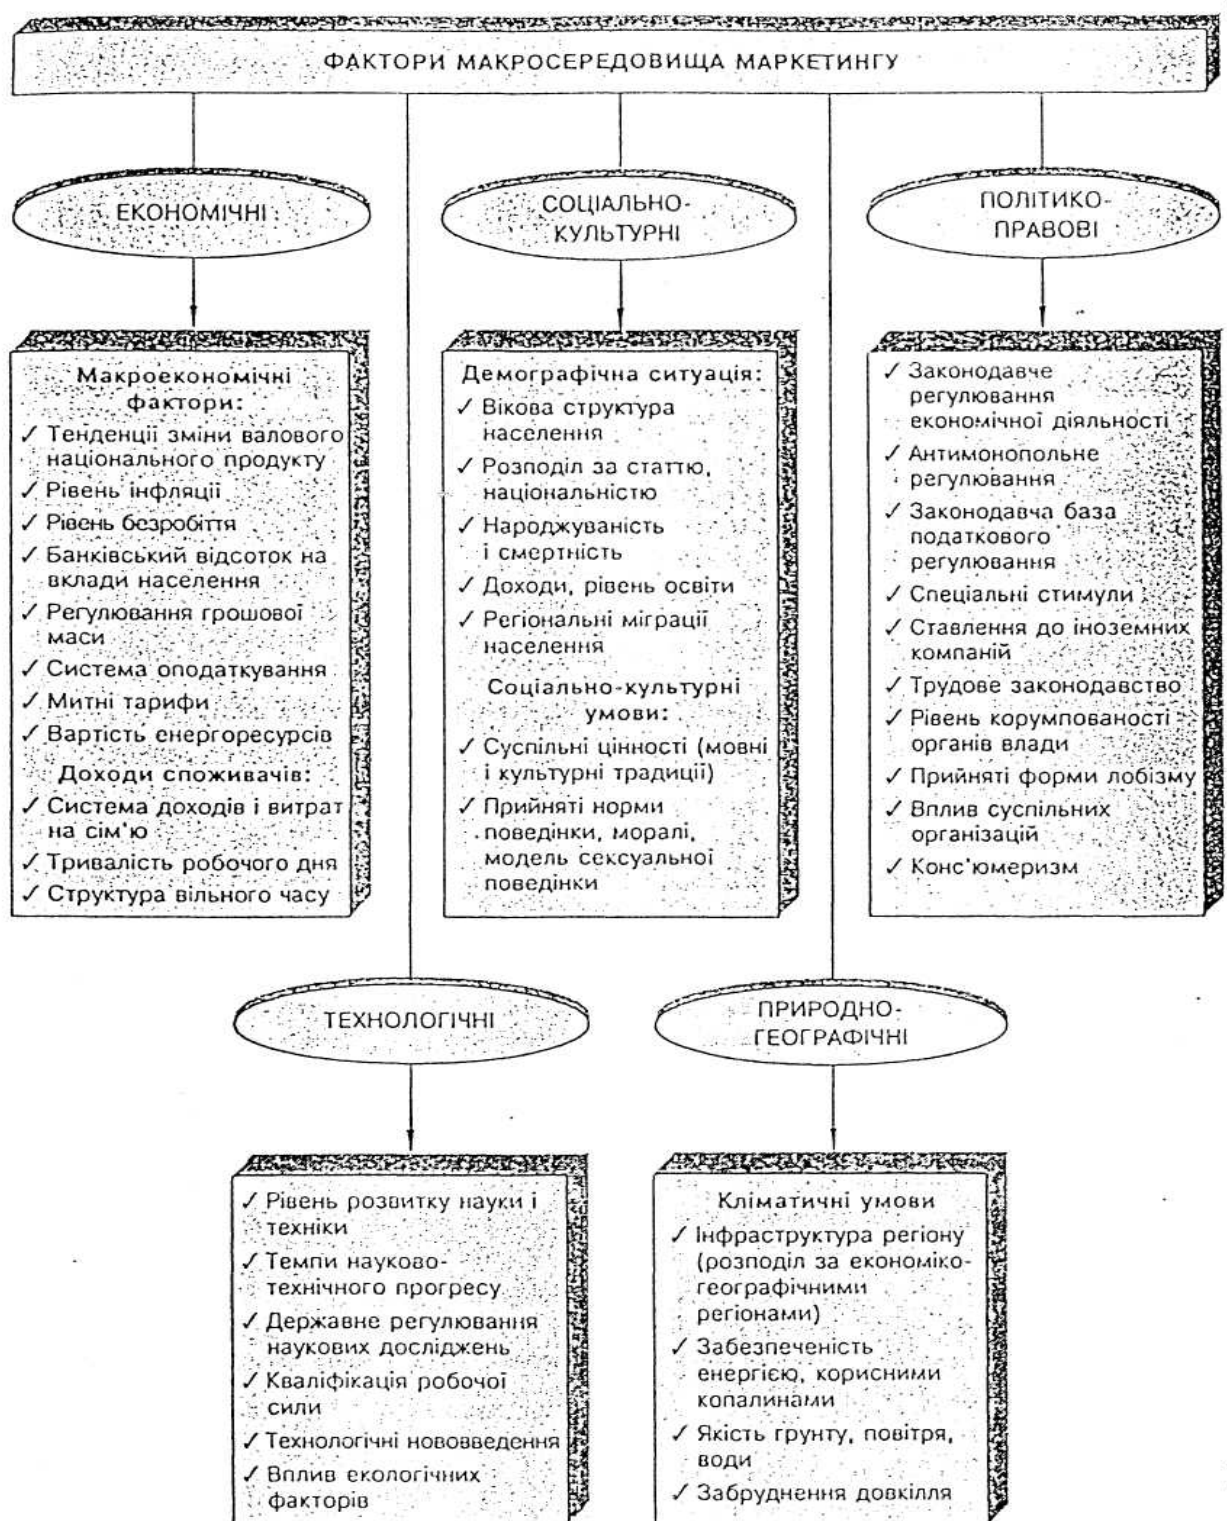 ФАКТОРИ МАКРОСЕРЕДОВИЩА МАРКЕТИНГУ
ЕКОНОМІЧНІ
СОЦІАЛЬНО-
КУЛЬТУРНІ
ПОЛІТИКО-
ПРАВОВІ
Макроекономічні
фактори:
✓ Тенденції зміни валового
національного продукту
✓ Рівень інфляції
✓ Рівень безробіття
✓ Банківський відсоток на
вклади населення
✓ Регулювання грошової
маси
✓ Система оподаткування
✓ Митні тарифи
✓ Вартість енергоресурсів
Доходи споживачів:
✓ Система доходів і витрат
на сім'ю
✓ Тривалість робочого дня
✓ Структура вільного часу
Демографічна ситуація:
✓ Вікова структура
населення
✓ Розподіл за статтю,
національністю
✓ Народжуваність
і смертність
✓ Доходи, рівень освіти
✓ Регіональні міграції
населення
Соціально-культурні
умови:
✓ Суспільні цінності (мовні
і культурні традиції)
✓ Прийняті норми
поведінки, моралі,
модель сексуальної
поведінки
✓ Законодавче
регулювання
економічної діяльності
✓ Антимонопольне
регулювання
✓ Законодавча база
податкового
регулювання
✓ Спеціальні стимули
✓ Ставлення до іноземних
компаній
✓ Трудове законодавство
✓ Рівень корумпованості
органів влади
✓ Прийняті форми лобізму
✓ Вплив суспільних
організацій
✓ Конс'юмеризм
ТЕХНОЛОГІЧНІ
ПРИРОДНО-
ГЕОГРАФІЧНІ
✓ Рівень розвитку науки і
техніки
✓ Темпи науково-
технічного прогресу
✓ Державне регулювання
наукових досліджень
✓ Кваліфікація робочої
сили
✓ Технологічні нововведення
✓ Вплив екологічних
факторів
Кліматичні умови
✓ Інфраструктура регіону
(розподіл за економіко-
географічними
регіонами)
✓ Забезпеченість
енергією, корисними
копалинами
✓ Якість грунту, повітря,
води
✓ Забруднення довкілля